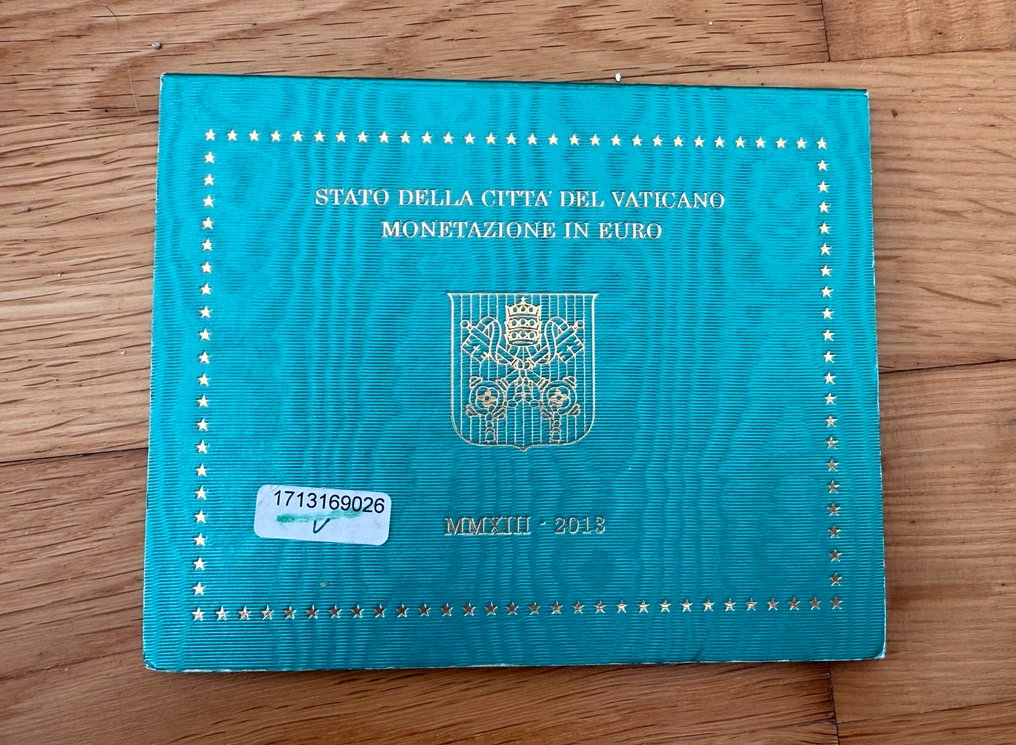 STATO DELLA CITTA' DEL VATICANO
MONETAZIONE IN EURO
1713169026
MMXIII - 2013